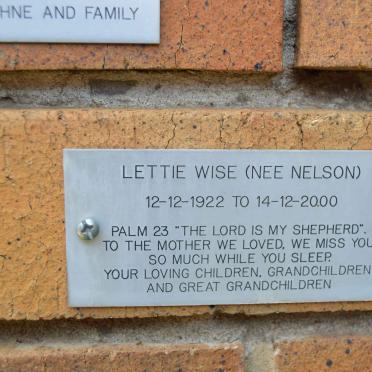 HNE AND FAMILY
LETTIE WISE (NEE NELSON)
12-12-1922 TO 14-12-2000
PALM 23 "THE LORD IS MY SHEPHERD".
TO THE MOTHER WE LOVED, WE MISS YOU
SO MUCH WHILE YOU SLEEP.
YOUR LOVING CHILDREN, GRANDCHILDREN
AND GREAT GRANDCHILDREN